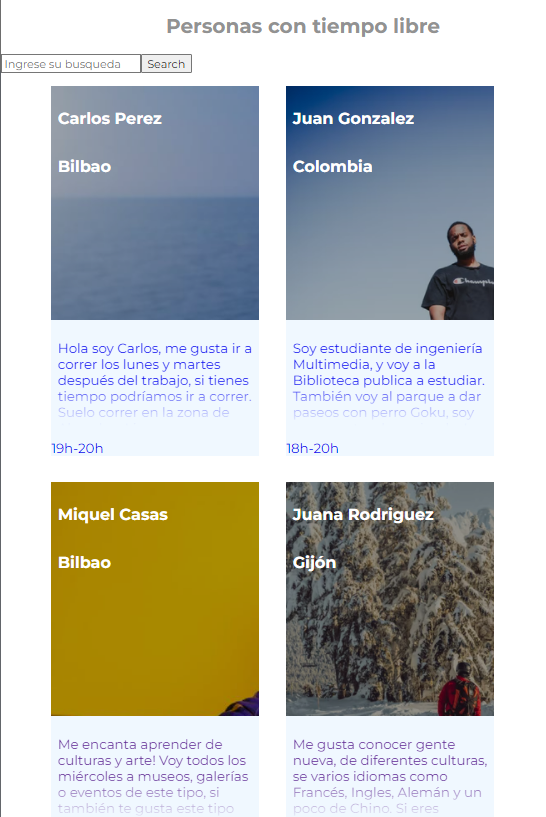 Personas con tiempo libre
Ingrese su busqueda Search
Carlos Perez
Bilbao
Hola soy Carlos, me gusta ir a
correr los lunes y martes
después del trabajo, si tienes
tiempo podríamos ir a correr.
Suelo correr en la zona de
19h-20h
Juan Gonzalez
Colombia
Champion
Soy estudiante de ingeniería
Multimedia, y voy a la
Biblioteca publica a estudiar.
También voy al parque a dar
paseos con perro Goku, soy
18h-20h
Miquel Casas
Bilbao
Me encanta aprender de
culturas y arte! Voy todos los
miércoles a museos, galerías
o eventos de este tipo, si
también te gusta este tipo
Juana Rodriguez
Gijón
Me gusta conocer gente
nueva, de diferentes culturas,
se varios idiomas como
Francés, Ingles, Alemán y un
poco de Chino. Si eres